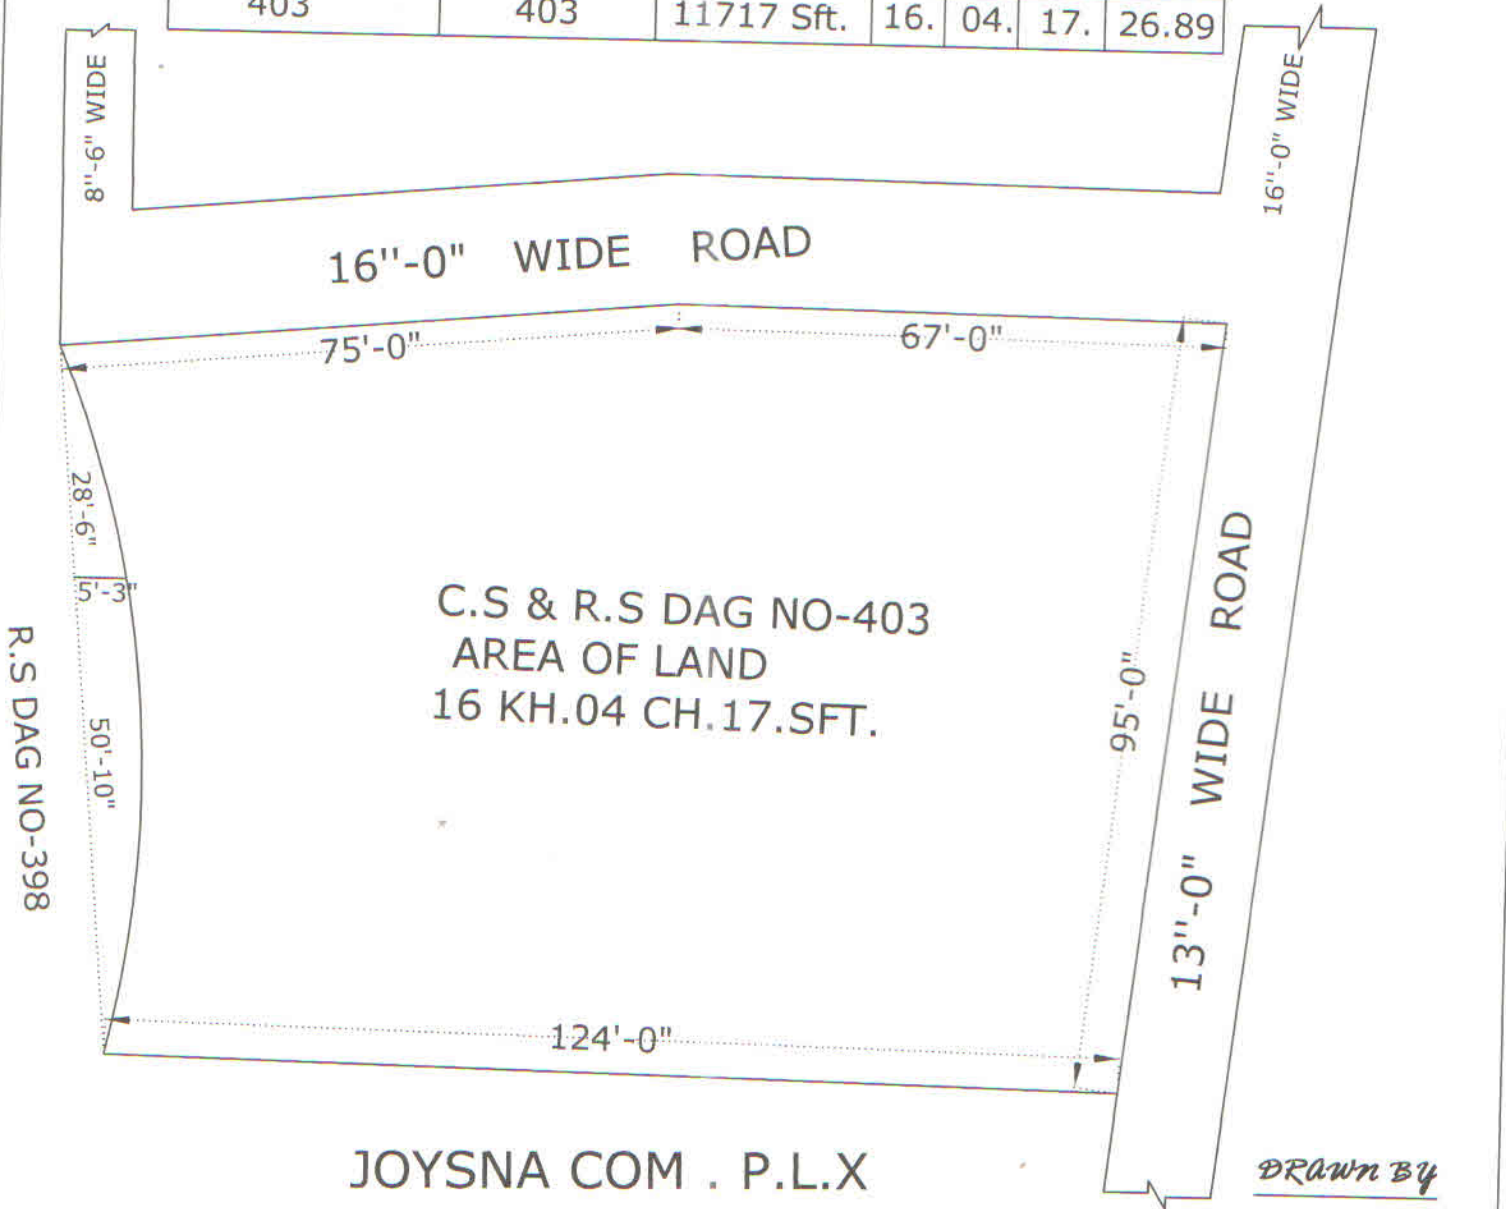 403 403 11717 Sft. 16. 04. 17. 26.89
8''-6" WIDE
16''-0" WIDE
16''-0" WIDE ROAD
75'-0"
67'-0"
28'-6"
5'-3"
50'-10"
R.S DAG NO-398
C.S & R.S DAG NO-403
AREA OF LAND
16 KH.04 CH.17.SFT.
95'-0"
13''-0" WIDE ROAD
124'-0"
JOYSNA COM . P.L.X
DRAWN BY